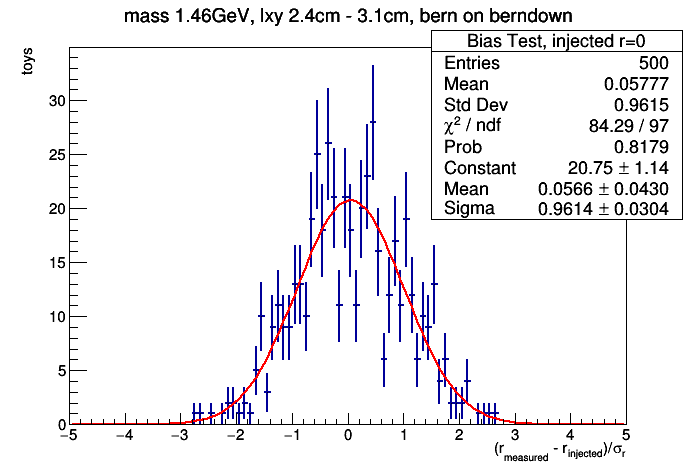 mass 1.46GeV, lxy 2.4cm - 3.1cm, bern on berndown
Bias Test, injected r=0
Entries 500
Mean 0.05777
Std Dev 0.9615
χ² / ndf 84.29 / 97
Prob 0.8179
Constant 20.75 ± 1.14
Mean 0.0566 ± 0.0430
Sigma 0.9614 ± 0.0304
toys
30
25
20
15
10
5
0
−5 −4 −3 −2 −1 0 1 2 3 4 5
(r_measured - r_injected)/σ_r